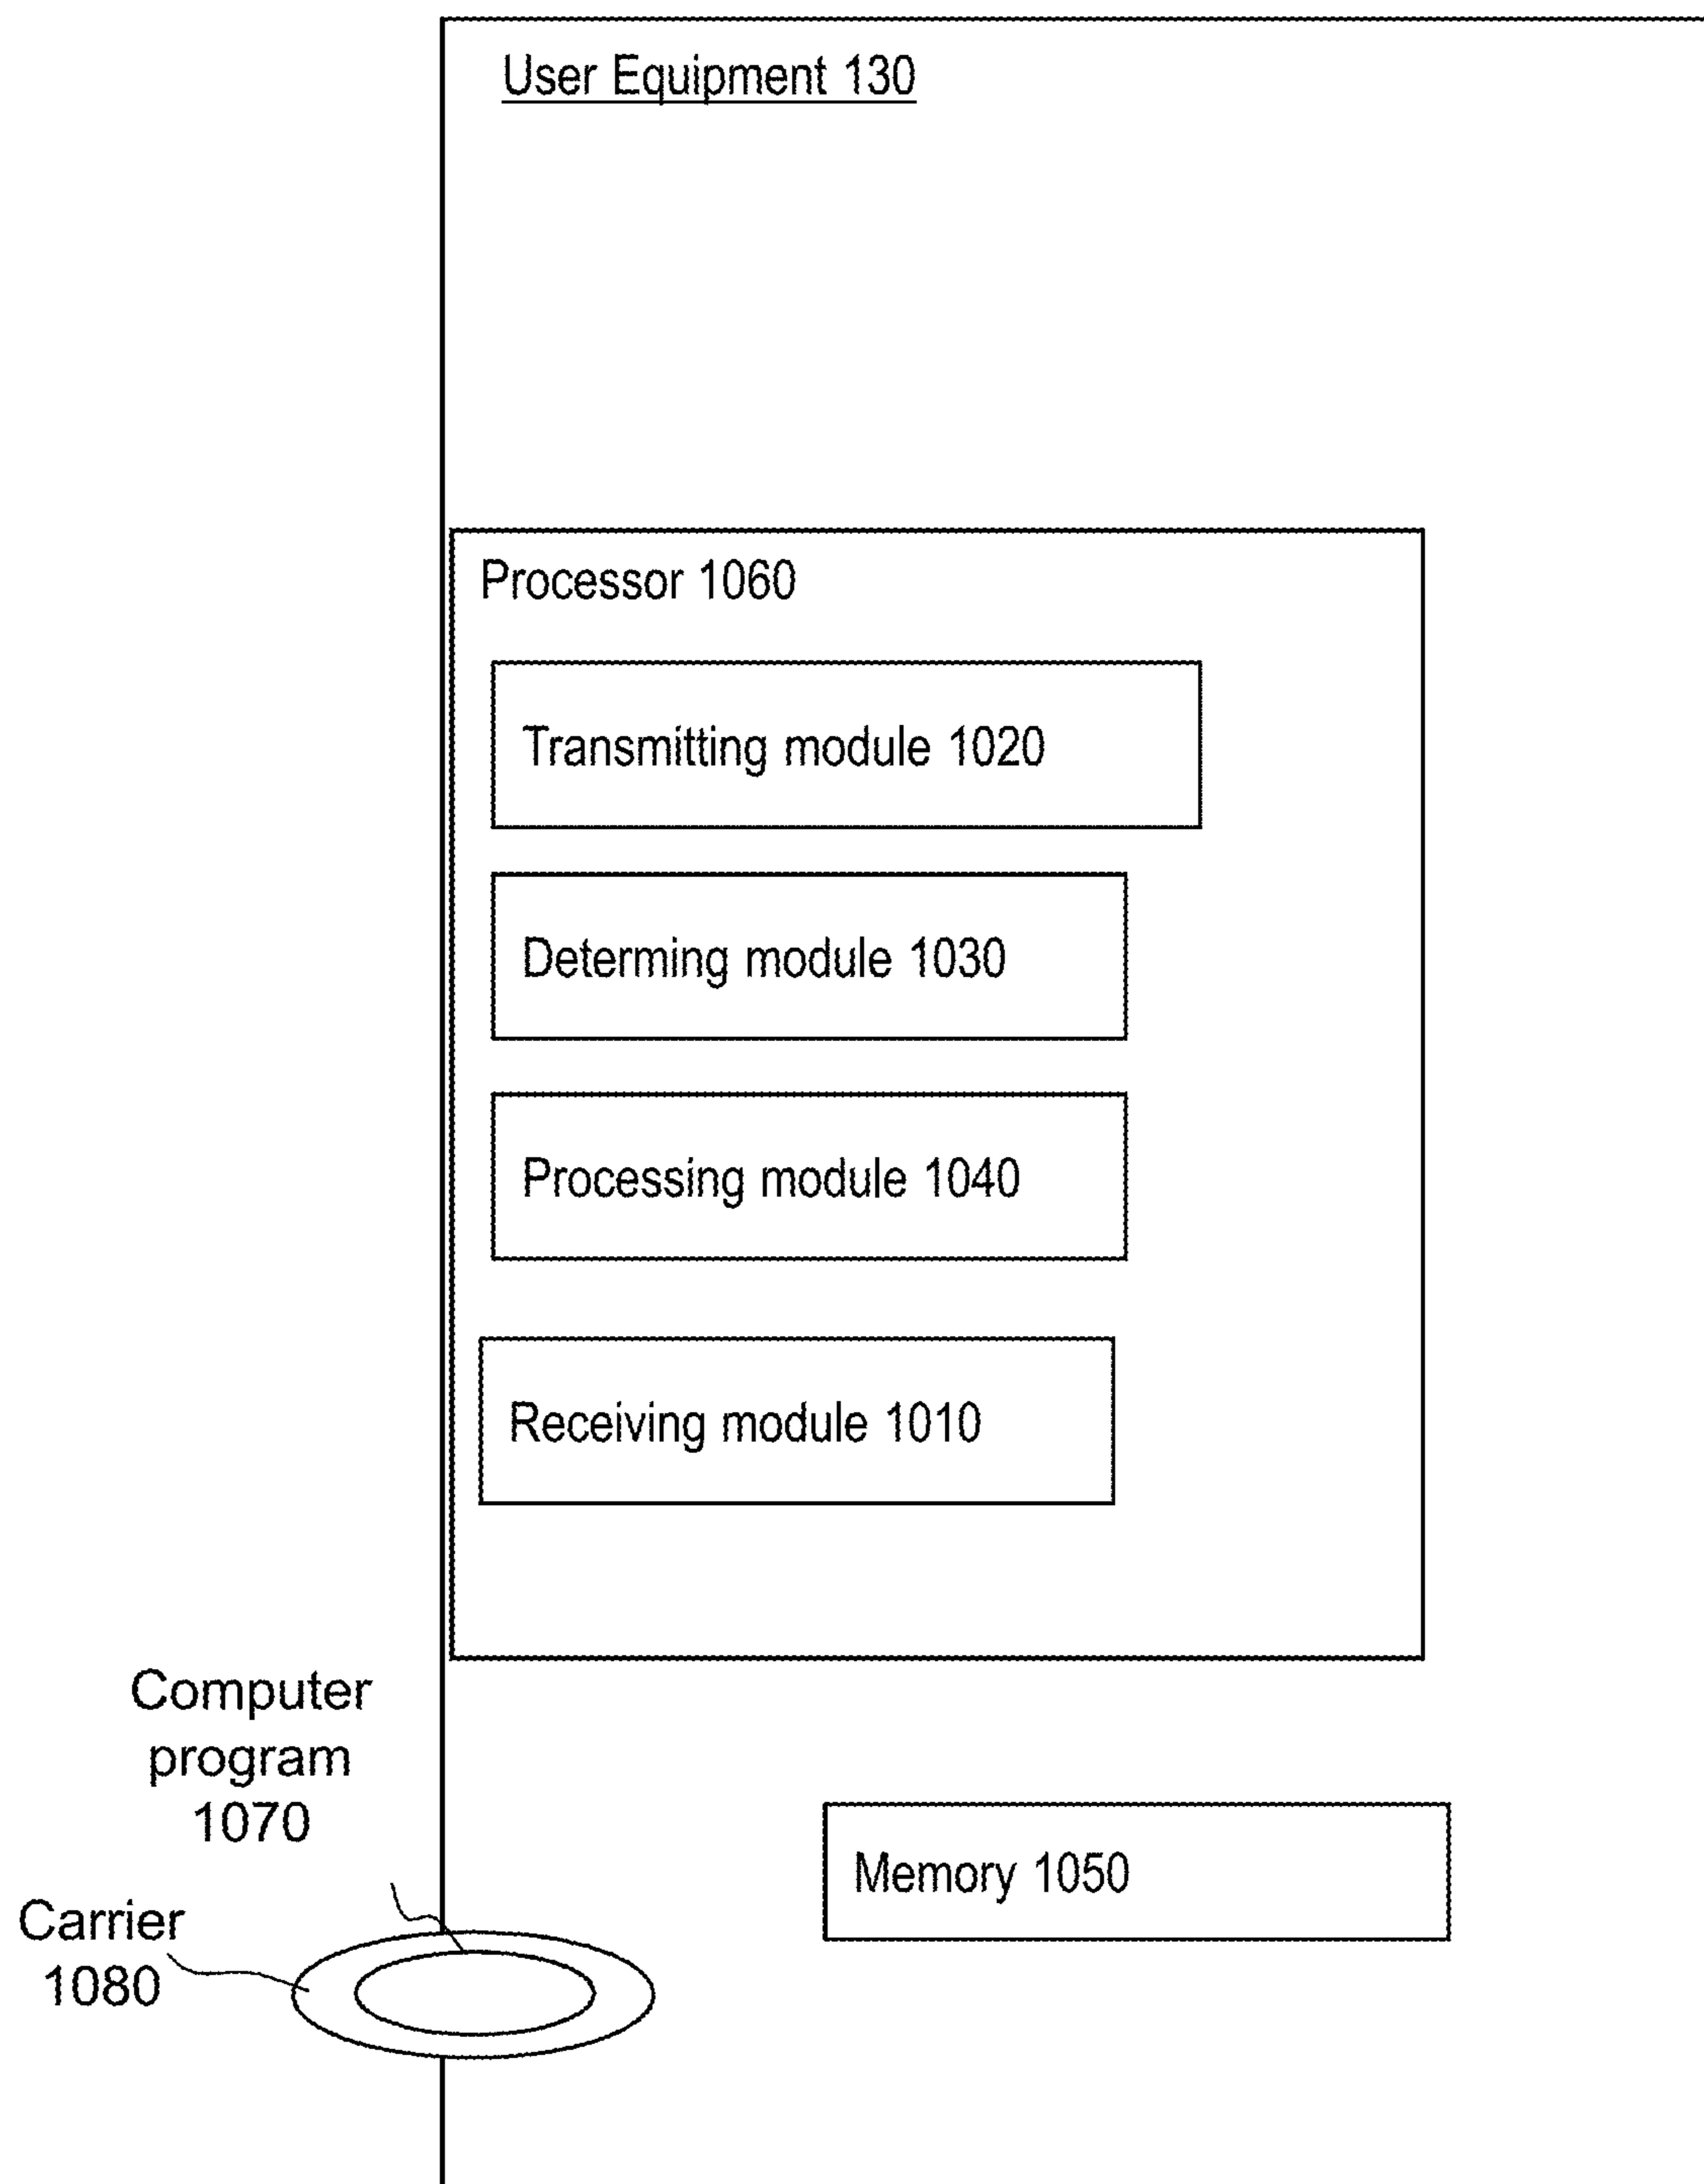 User Equipment 130
Processor 1060
Transmitting module 1020
Determing module 1030
Processing module 1040
Receiving module 1010
Computer
program
1070
Memory 1050
Carrier
1080